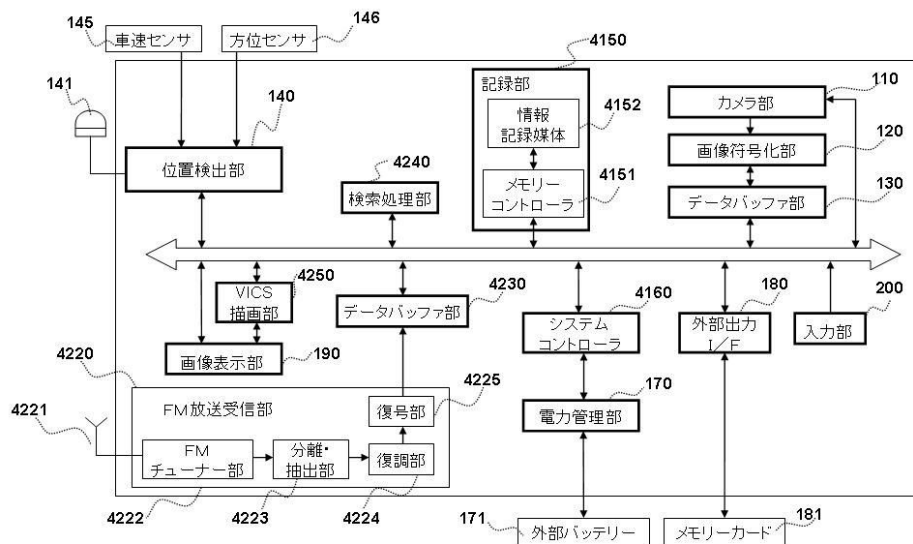 145
車速センサ
方位センサ
146
4150
141
140
位置検出部
4240
検索処理部
記録部
情報
記録媒体
4152
メモリー
コントローラ
4151
110
カメラ部
120
画像符号化部
130
データバッファ部
VICS
描画部
4250
データバッファ部
4230
4160
システム
コントローラ
180
外部出力
I/F
200
入力部
画像表示部
190
4220
4221
FM放送受信部
復号部
4225
170
電力管理部
FM
チューナー部
分離・
抽出部
復調部
4222
4223
4224
171
外部バッテリー
メモリーカード
181